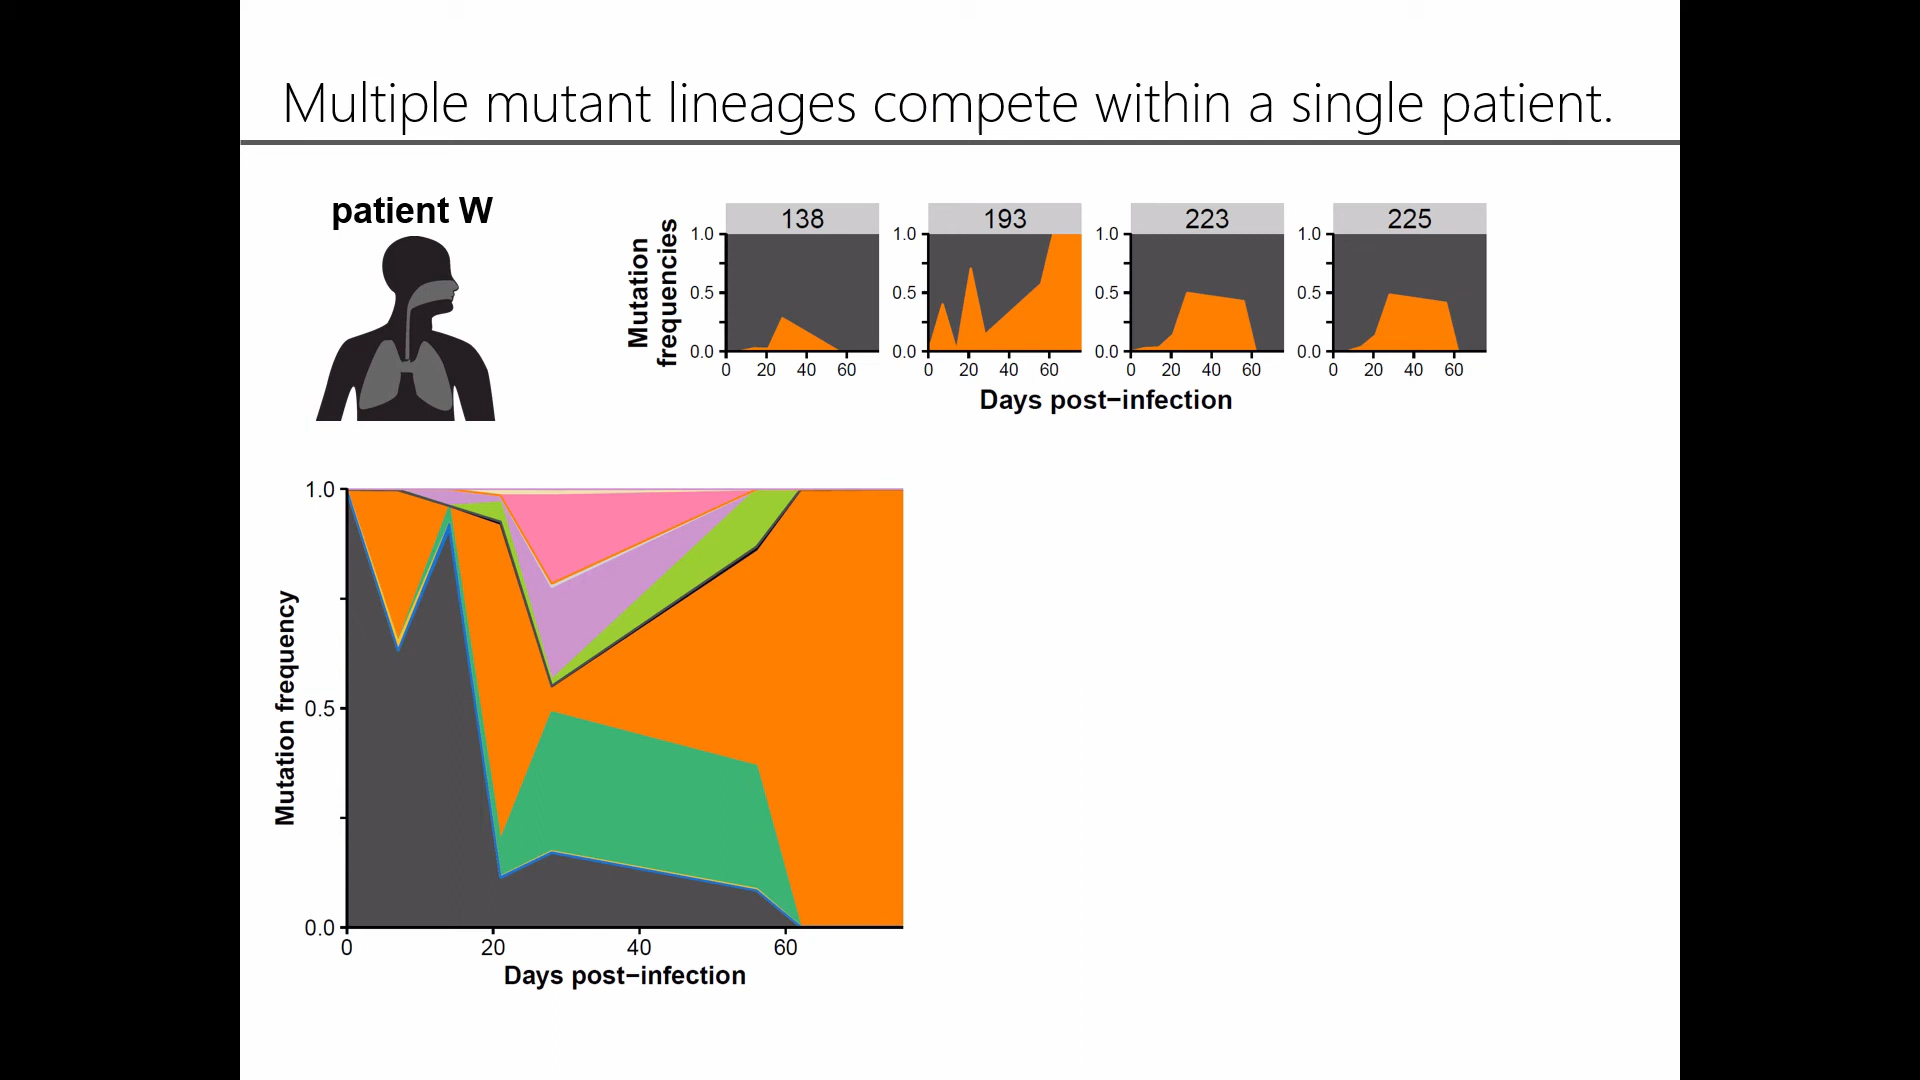 Multiple mutant lineages compete within a single patient.
patient W
Mutation
frequencies
138
193
223
225
1.0
0.5
0.0
0 20 40 60
1.0
0.5
0.0
0 20 40 60
1.0
0.5
0.0
0 20 40 60
1.0
0.5
0.0
0 20 40 60
Days post−infection
Mutation frequency
1.0
0.5
0.0
0 20 40 60
Days post−infection